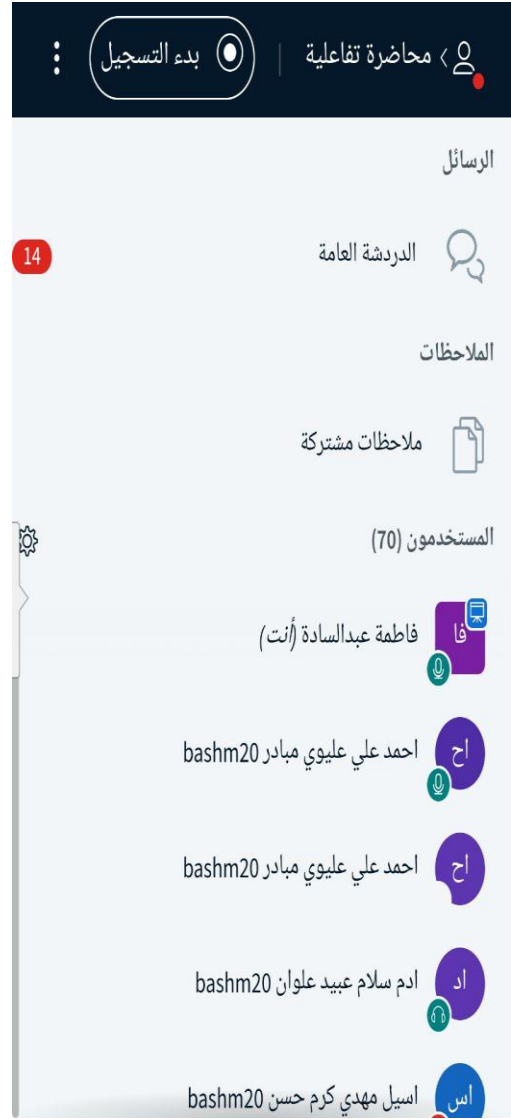 محاضرة تفاعلية
بدء التسجيل
الرسائل
الدردشة العامة
14
الملاحظات
ملاحظات مشتركة
المستخدمون (70)
فا
فاطمة عبدالسادة (أنت)
اح
احمد علي عليوي مبادر bashm20
اح
احمد علي عليوي مبادر bashm20
اد
ادم سلام عبيد علوان bashm20
اس
اسيل مهدي كرم حسن bashm20